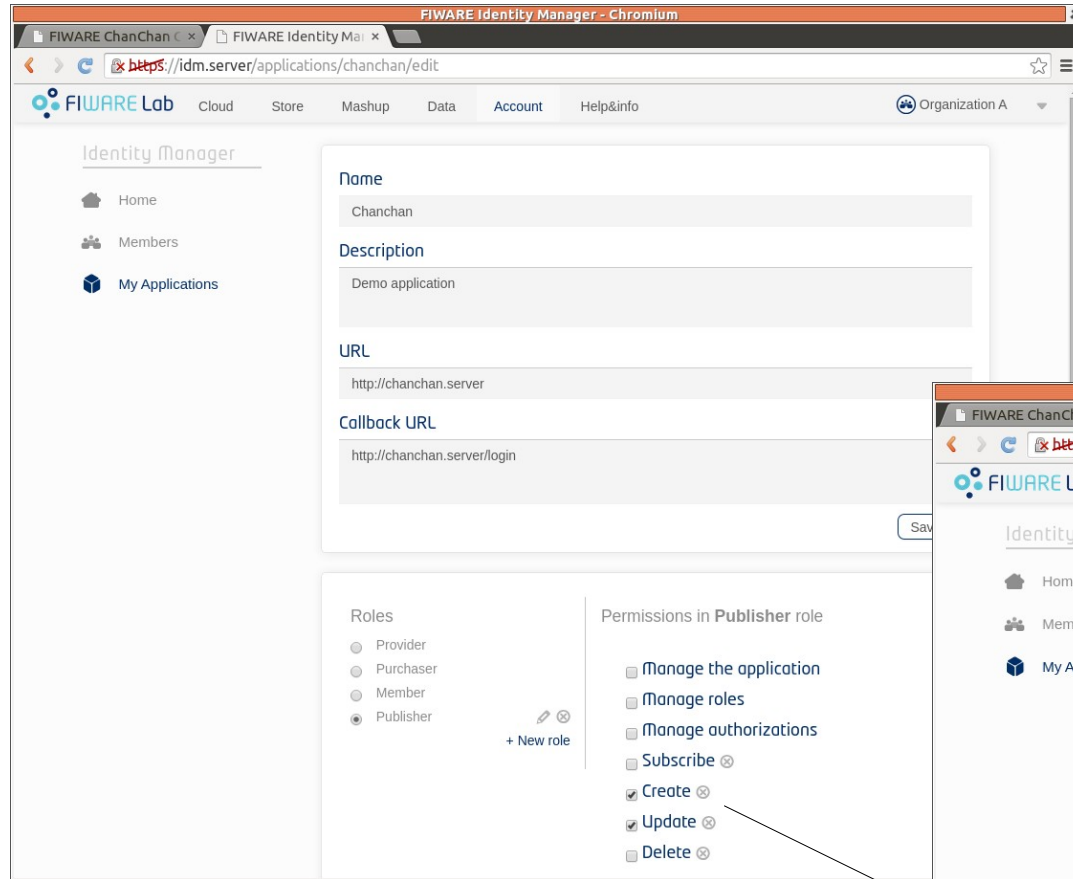 FIWARE Identity Manager - Chromium
FIWARE ChanChan C × FIWARE Identity Ma ×
https://idm.server/applications/chanchan/edit
FIWARE Lab Cloud Store Mashup Data Account Help&info Organization A
Identity Manager
Home
Members
My Applications
Name
Chanchan
Description
Demo application
URL
http://chanchan.server
Callback URL
http://chanchan.server/login
Sav
Roles
Provider
Purchaser
Member
Publisher
+ New role
Permissions in Publisher role
Manage the application
Manage roles
Manage authorizations
Subscribe
Create
Update
Delete
FIWARE ChanCh
htt
FIWARE L
Identity
Hom
Mem
My A